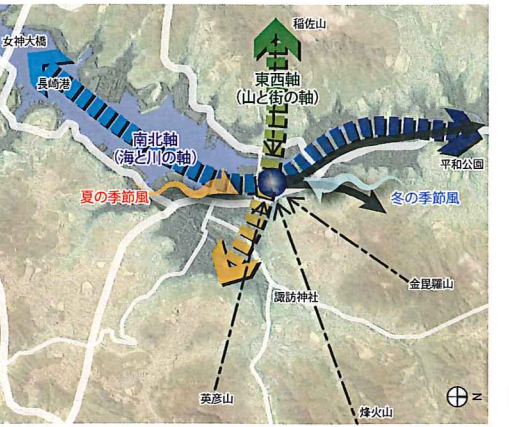 稲佐山
女神大橋
長崎港
東西軸
(山と街の軸)
南北軸
(海と川の軸)
平和公園
夏の季節風
冬の季節風
金毘羅山
諏訪神社
英彦山
烽火山
N